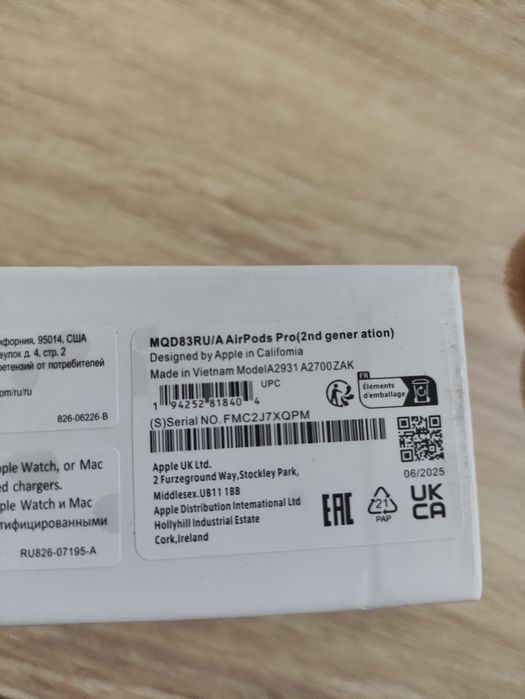 ифорния, 95014, США
еулок д. 4, стр. 2
ретензий от потребителей
om/ru/ru
826-06226-B
ple Watch, or Mac
ed chargers.
ple Watch и Mac
тифицированными
RU826-07195-A
MQD83RU/A AirPods Pro(2nd gener ation)
Designed by Apple in Califomia
Made in Vietnam ModelA2931 A2700ZAK
UPC
1 94252 81840 4
FR
Éléments
d'emballage
(S)Serial NO. FMC2J7XQPM
06/2025
Apple UK Ltd.
2 Furzeground Way,Stockley Park,
Middlesex.UB11 1BB
Apple Distribution International Ltd
Hollyhill Industrial Estate
Cork,Ireland
EAC
21
PAP
UK
CA